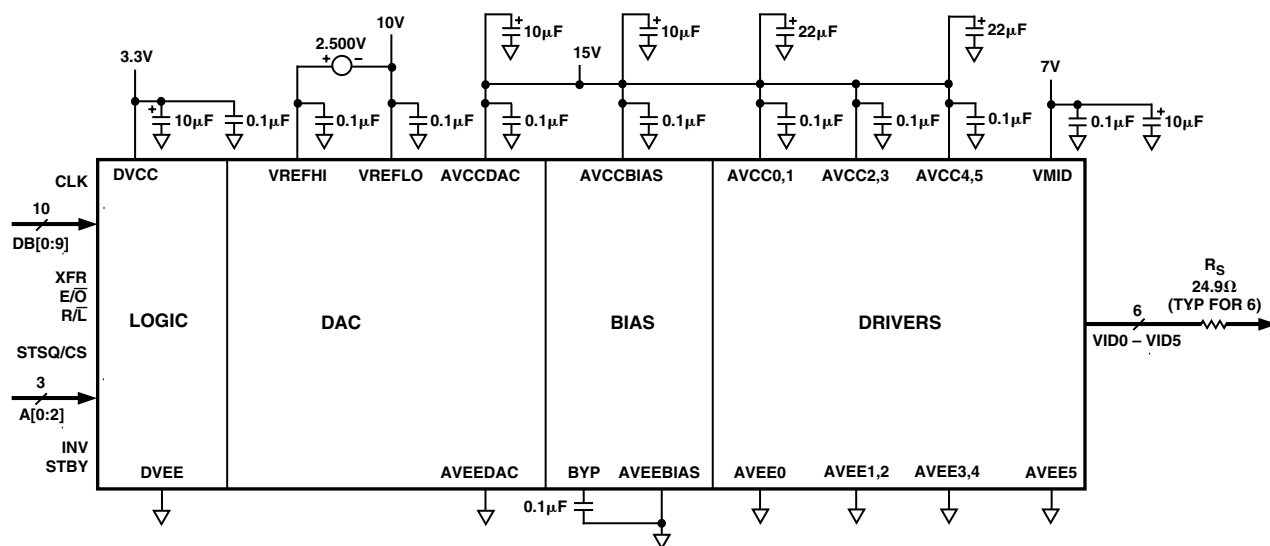 10V
2.500V
+ −
3.3V
15V
7V
+
10µF
+
10µF
+
22µF
+
22µF
+
10µF
0.1µF
0.1µF
0.1µF
0.1µF
0.1µF
0.1µF
0.1µF
0.1µF
0.1µF
+
10µF
DVCC
VREFHI
VREFLO
AVCCDAC
AVCCBIAS
AVCC0,1
AVCC2,3
AVCC4,5
VMID
CLK
10
DB[0:9]
XFR
E/O̅
R/L̅
STSQ/CS
3
A[0:2]
INV
STBY
LOGIC
DAC
BIAS
DRIVERS
6
VID0 – VID5
RS
24.9Ω
(TYP FOR 6)
DVEE
AVEEDAC
BYP
AVEEBIAS
AVEE0
AVEE1,2
AVEE3,4
AVEE5
0.1µF